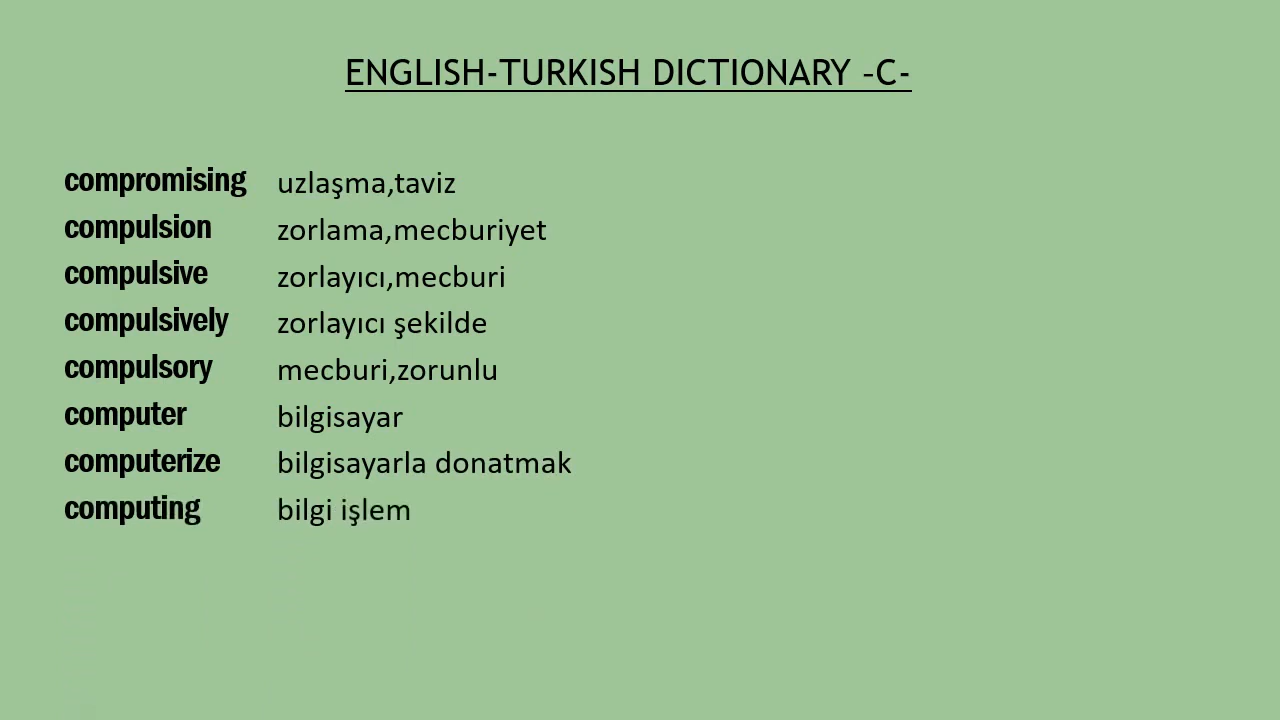 ENGLISH-TURKISH DICTIONARY –C-
compromising uzlaşma,taviz
compulsion zorlama,mecburiyet
compulsive zorlayıcı,mecburi
compulsively zorlayıcı şekilde
compulsory mecburi,zorunlu
computer bilgisayar
computerize bilgisayarla donatmak
computing bilgi işlem